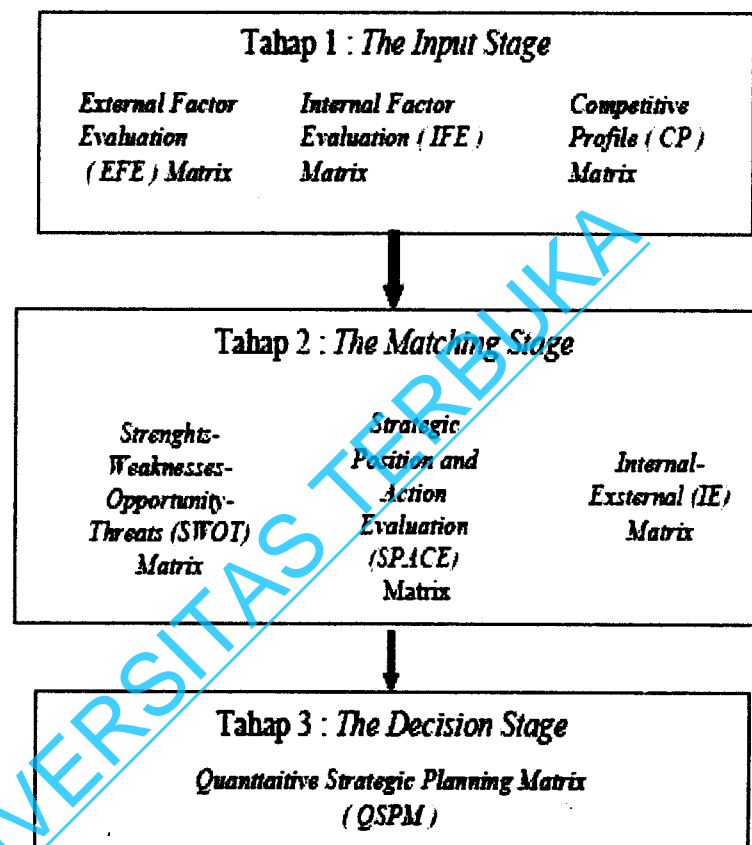 Tahap 1 : The Input Stage
External Factor
Evaluation
( EFE ) Matrix
Internal Factor
Evaluation ( IFE )
Matrix
Competitive
Profile ( CP )
Matrix
Tahap 2 : The Matching Stage
Strenghts-
Weaknesses-
Opportunity-
Threats (SWOT)
Matrix
Strategic
Position and
Action
Evaluation
(SPACE)
Matrix
Internal-
Exsternal (IE)
Matrix
Tahap 3 : The Decision Stage
Quanttaitive Strategic Planning Matrix
( QSPM )
VERSITAS TERBUKA